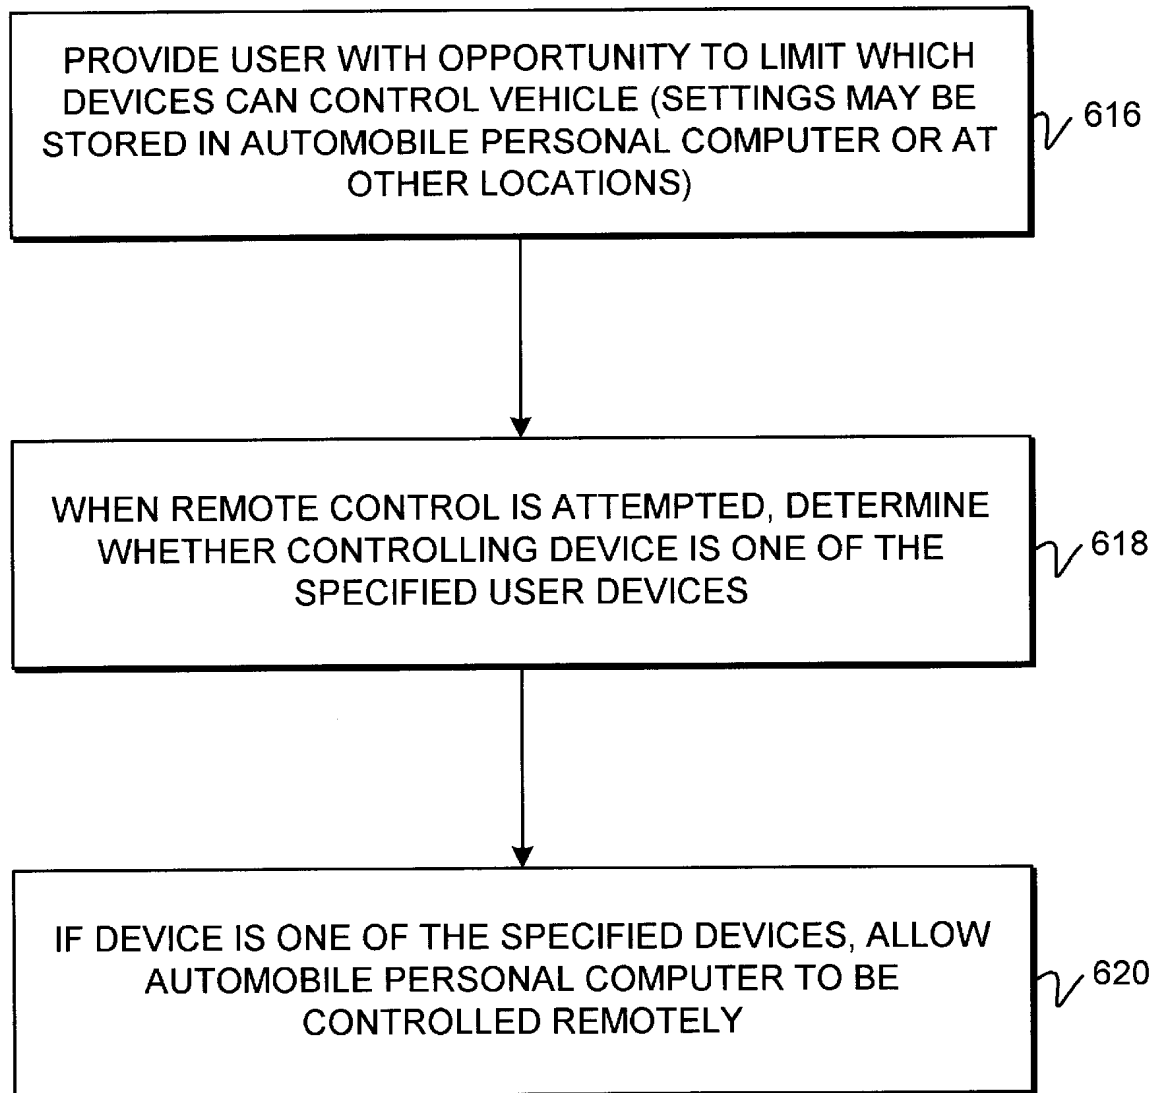 PROVIDE USER WITH OPPORTUNITY TO LIMIT WHICH
DEVICES CAN CONTROL VEHICLE (SETTINGS MAY BE
STORED IN AUTOMOBILE PERSONAL COMPUTER OR AT
OTHER LOCATIONS)
616
WHEN REMOTE CONTROL IS ATTEMPTED, DETERMINE
WHETHER CONTROLLING DEVICE IS ONE OF THE
SPECIFIED USER DEVICES
618
IF DEVICE IS ONE OF THE SPECIFIED DEVICES, ALLOW
AUTOMOBILE PERSONAL COMPUTER TO BE
CONTROLLED REMOTELY
620